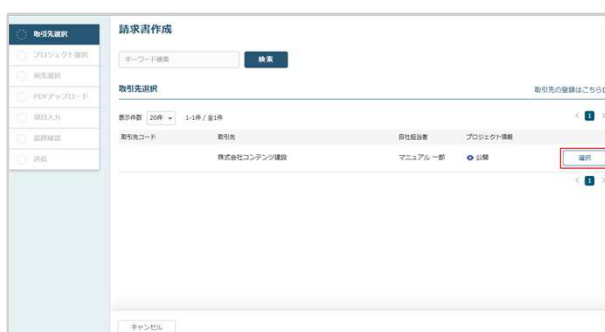 取引先選択
プロジェクト選択
宛先選択
PDFアップロード
項目入力
最終確認
送信
請求書作成
キーワード検索
検索
取引先選択
取引先の登録はこちら
表示件数 20件 1-1件 / 全1件
< 1 >
取引先コード 取引先 自社担当者 プロジェクト情報
株式会社コンテンツ建設 マニュアル 一郎 公開 選択
< 1 >
キャンセル